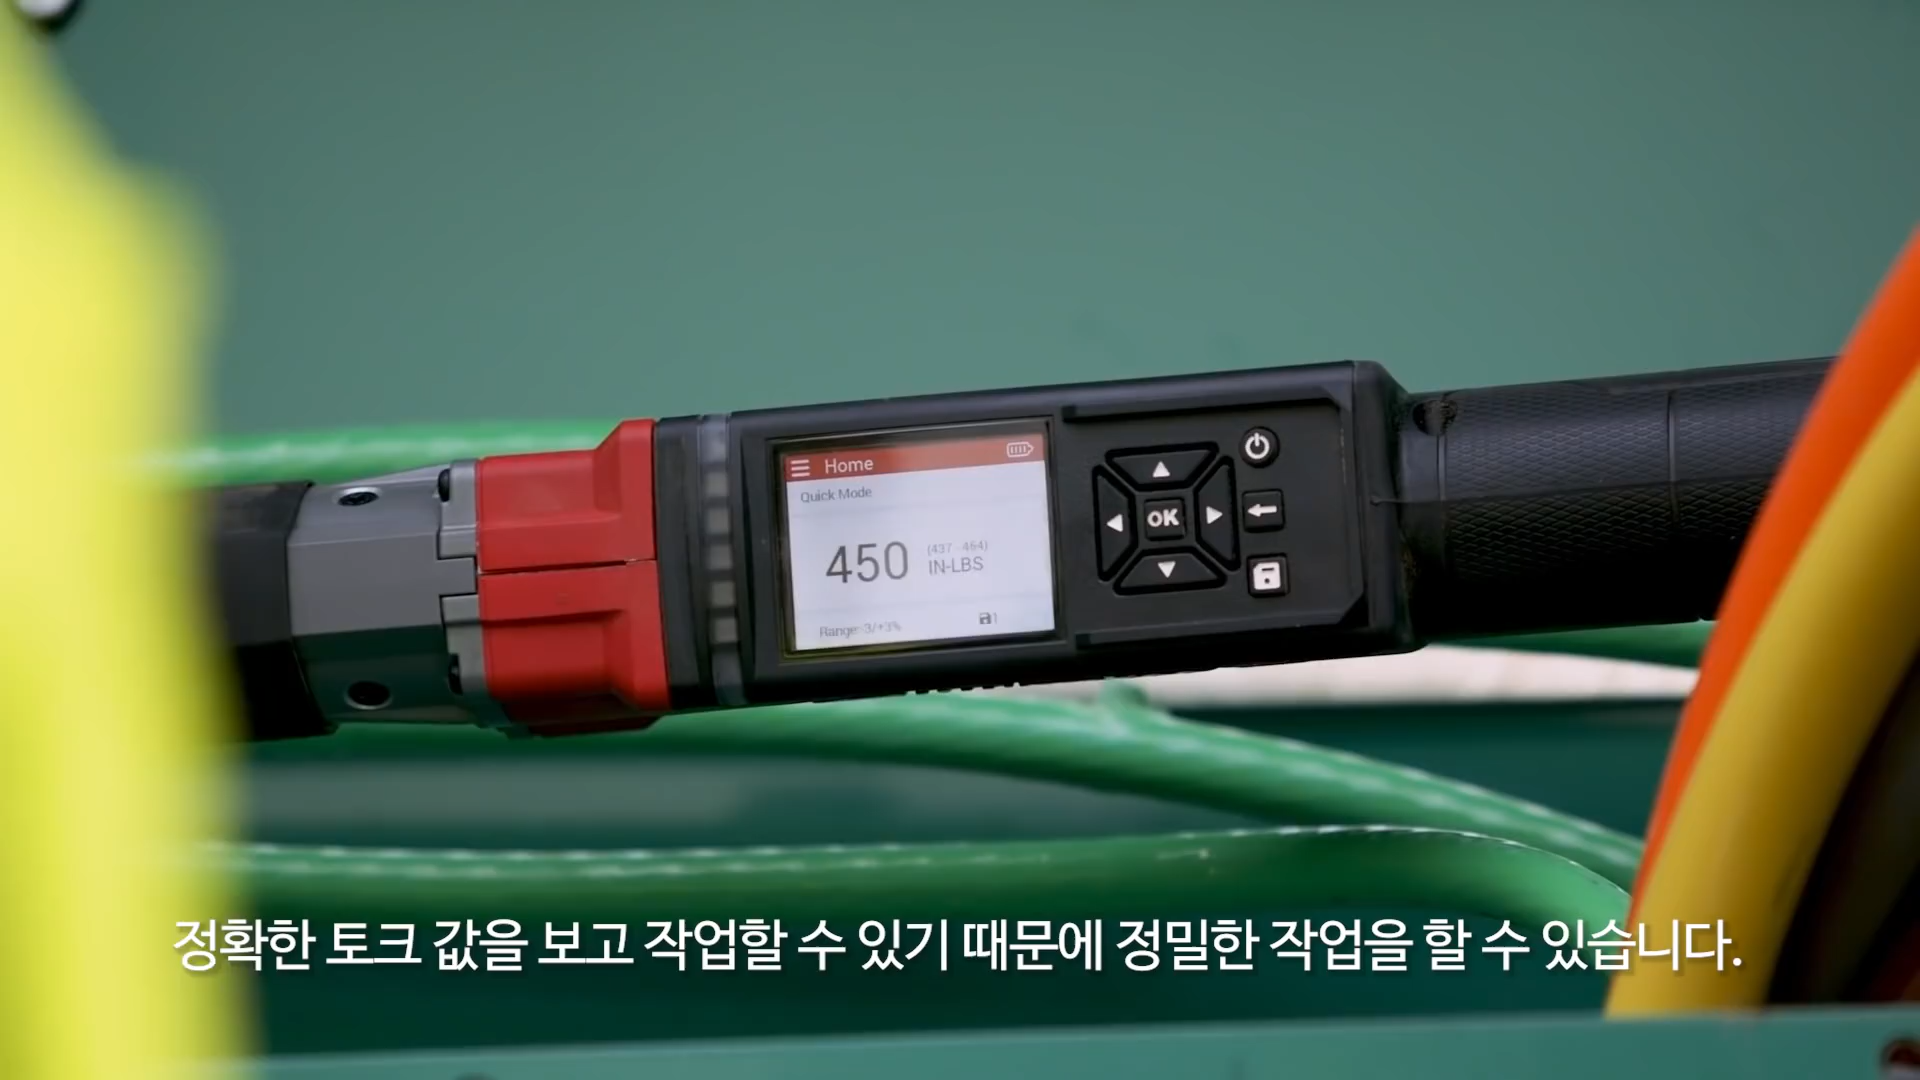 Home
Quick Mode
450
(437 - 464)
IN-LBS
Range:-3/+3%
1
OK
정확한 토크 값을 보고 작업할 수 있기 때문에 정밀한 작업을 할 수 있습니다.